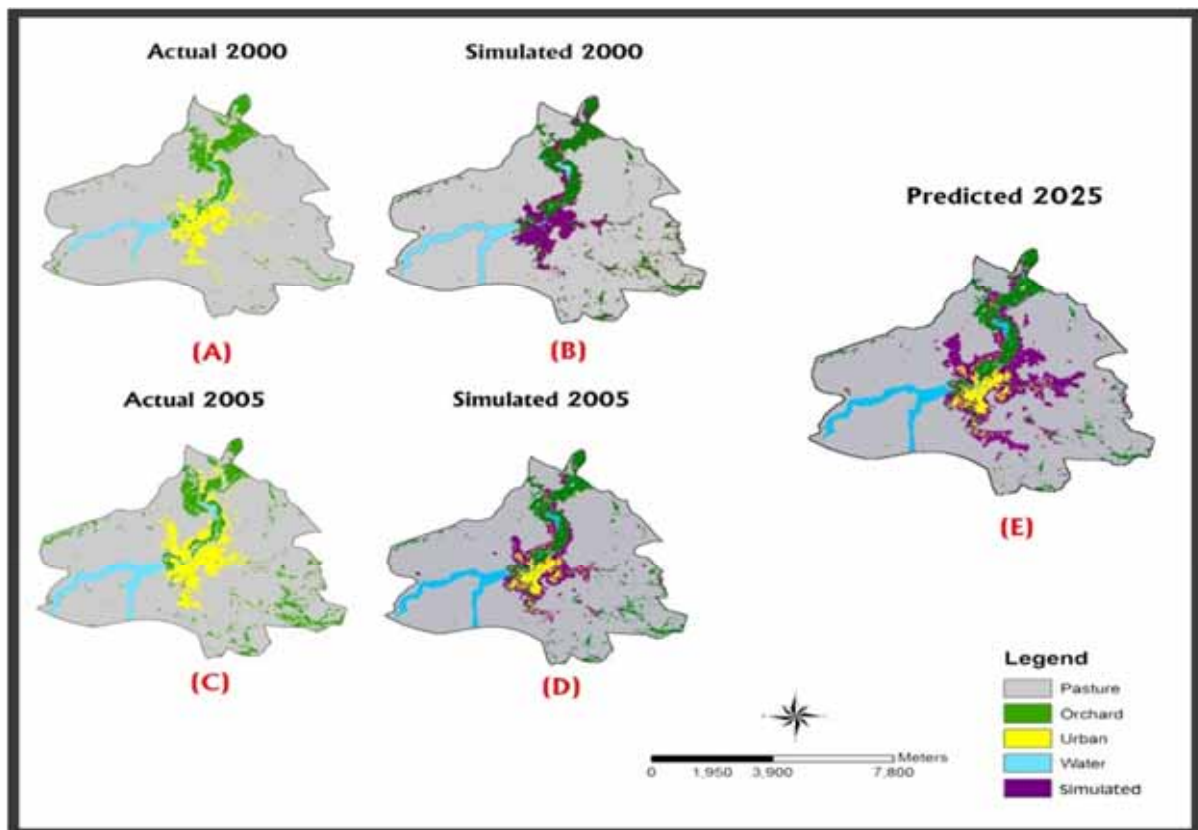 Actual 2000
Simulated 2000
Predicted 2025
(A)
(B)
Actual 2005
Simulated 2005
(E)
(C)
(D)
Legend
Pasture
Orchard
Urban
Water
Simulated
Meters
0 1,950 3,900 7,800